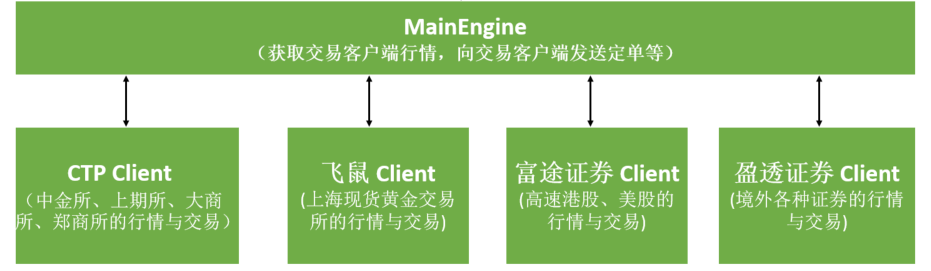 MainEngine
（获取交易客户端行情，向交易客户端发送定单等）
CTP Client
（中金所、上期所、大商
所、郑商所的行情与交易）
飞鼠 Client
(上海现货黄金交易
所的行情与交易)
富途证券 Client
(高速港股、美股的
行情与交易)
盈透证券 Client
(境外各种证券的行情
与交易)